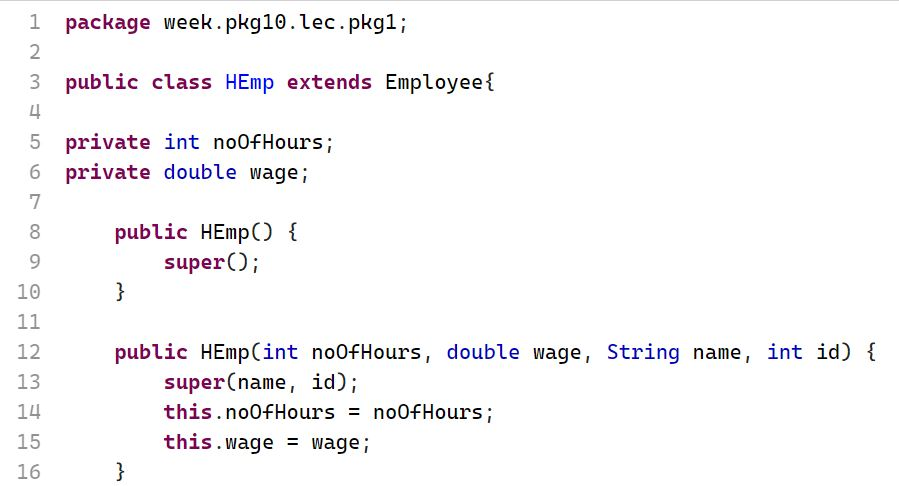 1 package week.pkg10.lec.pkg1;
2
3 public class HEmp extends Employee{
4
5 private int noOfHours;
6 private double wage;
7
8     public HEmp() {
9         super();
10     }
11
12     public HEmp(int noOfHours, double wage, String name, int id) {
13         super(name, id);
14         this.noOfHours = noOfHours;
15         this.wage = wage;
16     }